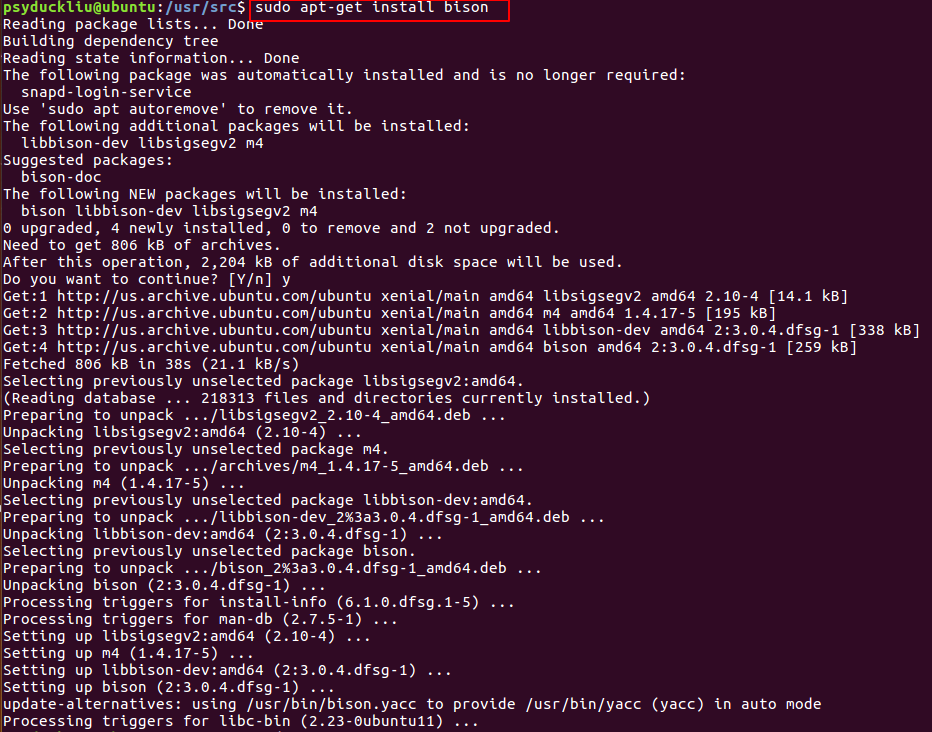 psyduckliu@ubuntu:/usr/src$ sudo apt-get install bison
Reading package lists... Done
Building dependency tree
Reading state information... Done
The following package was automatically installed and is no longer required:
  snapd-login-service
Use 'sudo apt autoremove' to remove it.
The following additional packages will be installed:
  libbison-dev libsigsegv2 m4
Suggested packages:
  bison-doc
The following NEW packages will be installed:
  bison libbison-dev libsigsegv2 m4
0 upgraded, 4 newly installed, 0 to remove and 2 not upgraded.
Need to get 806 kB of archives.
After this operation, 2,204 kB of additional disk space will be used.
Do you want to continue? [Y/n] y
Get:1 http://us.archive.ubuntu.com/ubuntu xenial/main amd64 libsigsegv2 amd64 2.10-4 [14.1 kB]
Get:2 http://us.archive.ubuntu.com/ubuntu xenial/main amd64 m4 amd64 1.4.17-5 [195 kB]
Get:3 http://us.archive.ubuntu.com/ubuntu xenial/main amd64 libbison-dev amd64 2:3.0.4.dfsg-1 [338 kB]
Get:4 http://us.archive.ubuntu.com/ubuntu xenial/main amd64 bison amd64 2:3.0.4.dfsg-1 [259 kB]
Fetched 806 kB in 38s (21.1 kB/s)
Selecting previously unselected package libsigsegv2:amd64.
(Reading database ... 218313 files and directories currently installed.)
Preparing to unpack .../libsigsegv2_2.10-4_amd64.deb ...
Unpacking libsigsegv2:amd64 (2.10-4) ...
Selecting previously unselected package m4.
Preparing to unpack .../archives/m4_1.4.17-5_amd64.deb ...
Unpacking m4 (1.4.17-5) ...
Selecting previously unselected package libbison-dev:amd64.
Preparing to unpack .../libbison-dev_2%3a3.0.4.dfsg-1_amd64.deb ...
Unpacking libbison-dev:amd64 (2:3.0.4.dfsg-1) ...
Selecting previously unselected package bison.
Preparing to unpack .../bison_2%3a3.0.4.dfsg-1_amd64.deb ...
Unpacking bison (2:3.0.4.dfsg-1) ...
Processing triggers for install-info (6.1.0.dfsg.1-5) ...
Processing triggers for man-db (2.7.5-1) ...
Setting up libsigsegv2:amd64 (2.10-4) ...
Setting up m4 (1.4.17-5) ...
Setting up libbison-dev:amd64 (2:3.0.4.dfsg-1) ...
Setting up bison (2:3.0.4.dfsg-1) ...
update-alternatives: using /usr/bin/bison.yacc to provide /usr/bin/yacc (yacc) in auto mode
Processing triggers for libc-bin (2.23-0ubuntu11) ...